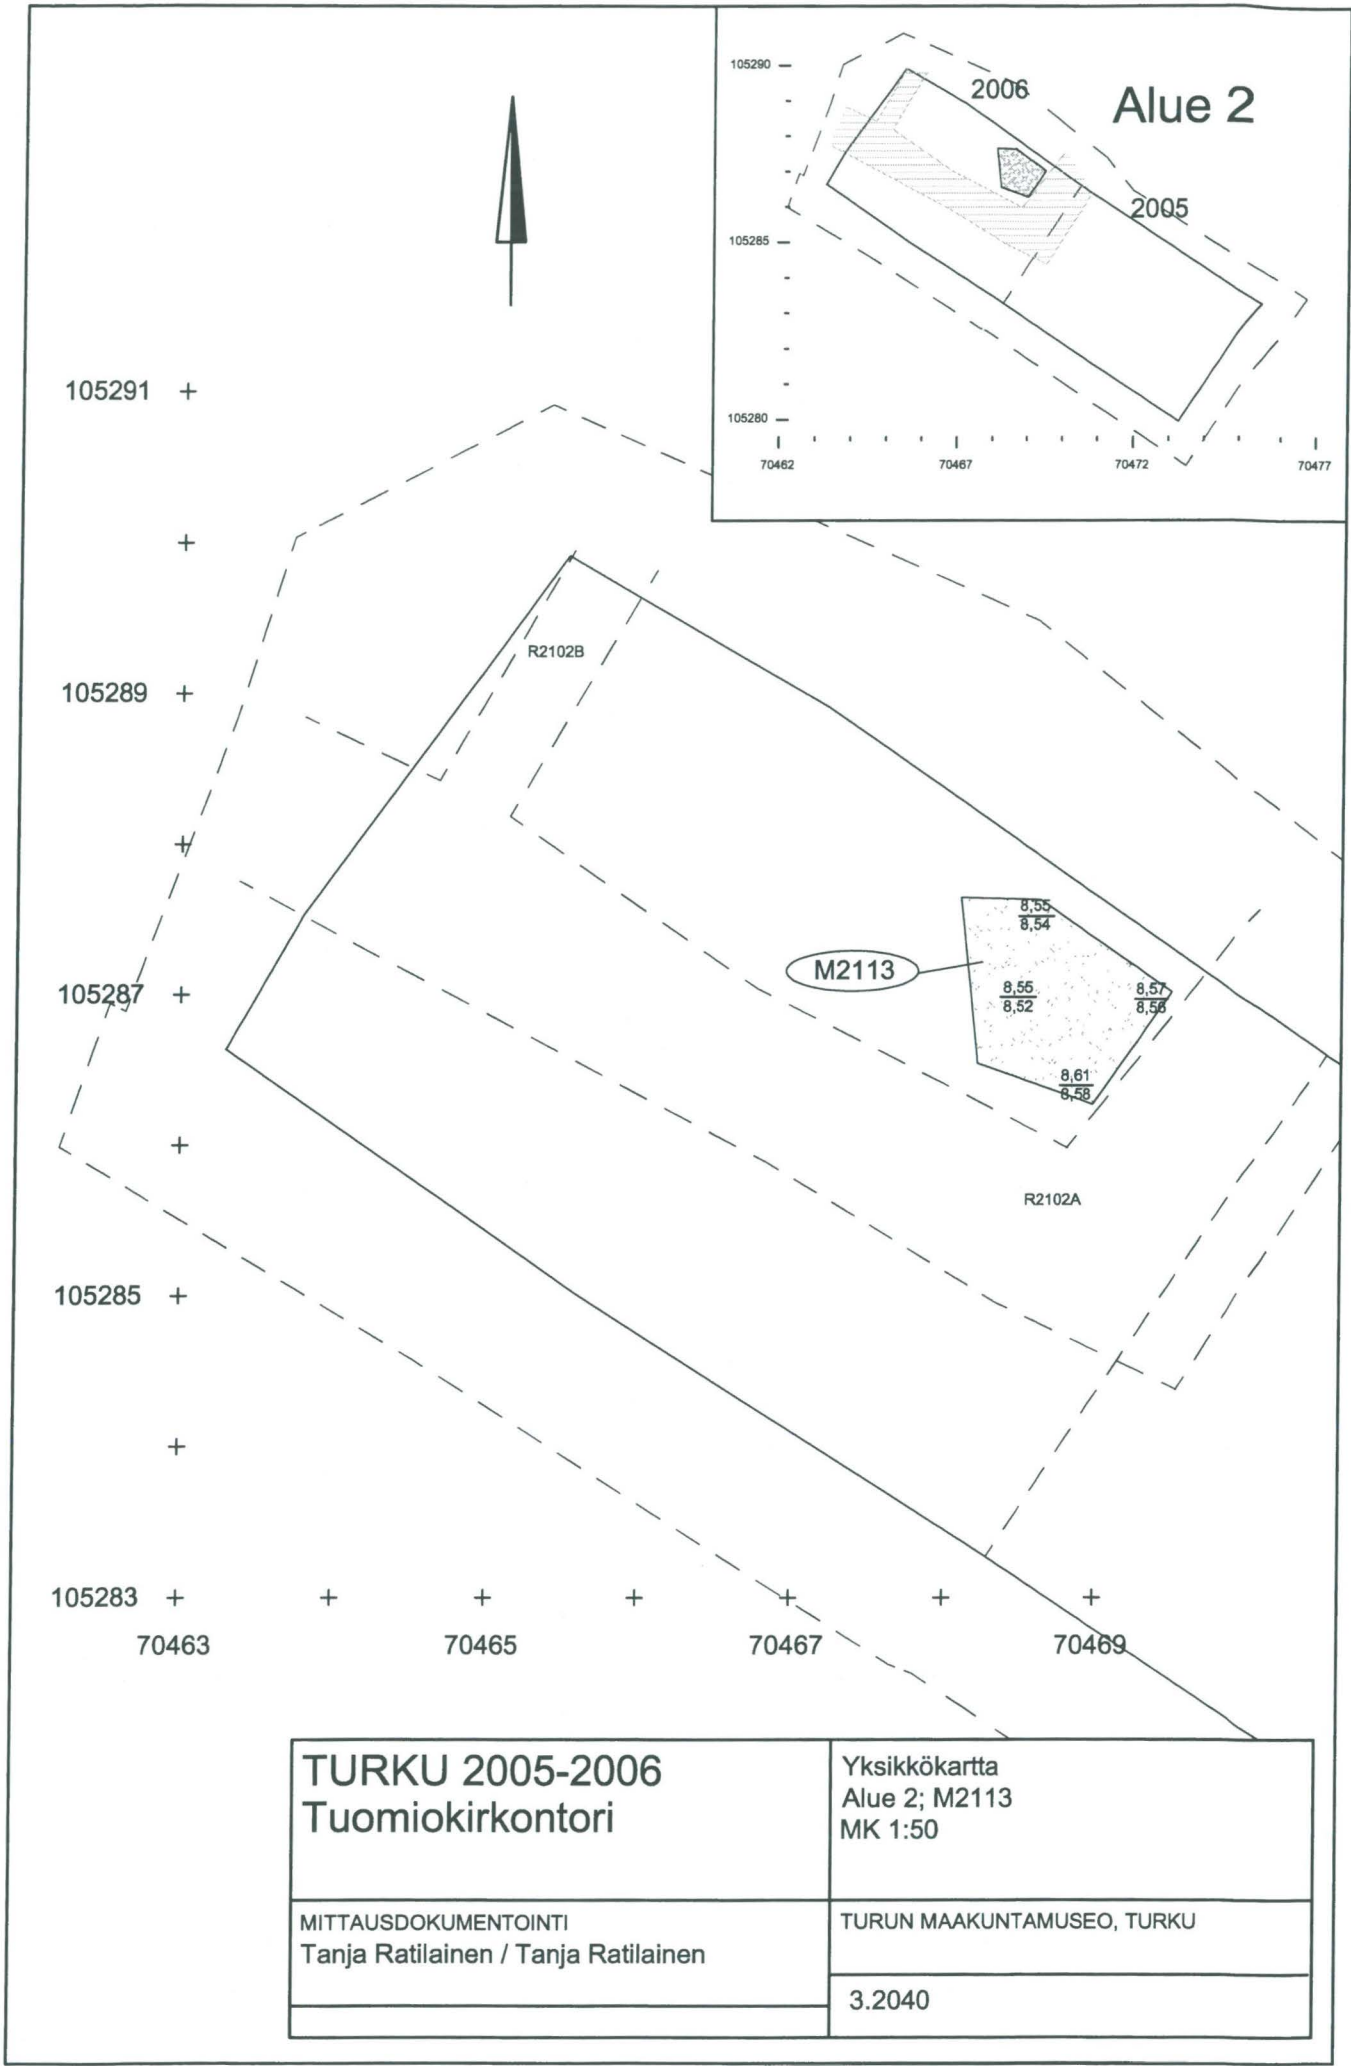 105290
2006
Alue 2
2005
105285
105280
70462
70467
70472
70477
105291
R2102B
105289
8,55
8,54
M2113
105287
8,55
8,52
8,57
8,56
8,61
8,58
R2102A
105285
105283
70463
70465
70467
70469
TURKU 2005-2006
Tuomiokirkontori
Yksikkökartta
Alue 2; M2113
MK 1:50
MITTAUSDOKUMENTOINTI
Tanja Ratilainen / Tanja Ratilainen
TURUN MAAKUNTAMUSEO, TURKU
3.2040